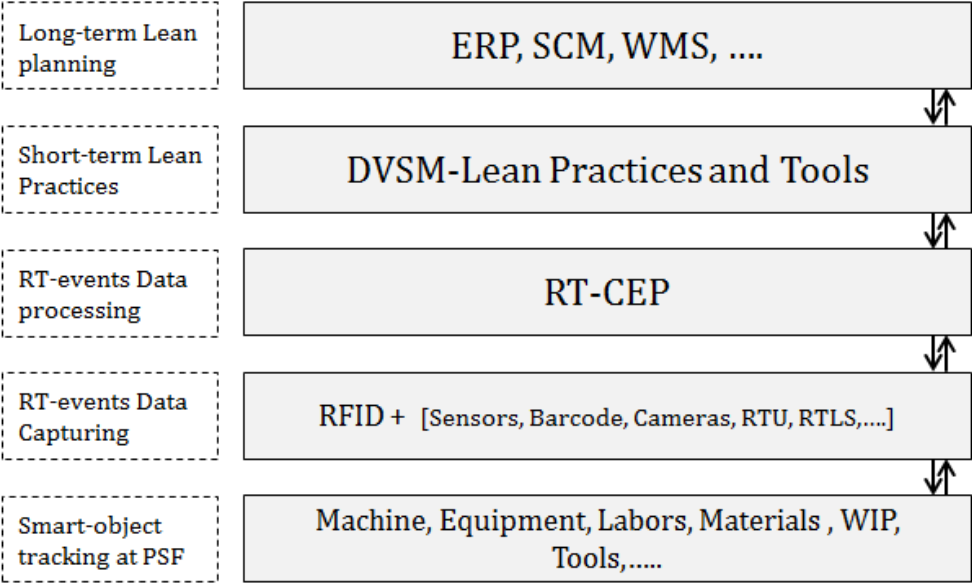 Long-term Lean
planning
ERP, SCM, WMS, ....
Short-term Lean
Practices
DVSM-Lean Practices and Tools
RT-events Data
processing
RT-CEP
RT-events Data
Capturing
RFID + [Sensors, Barcode, Cameras, RTU, RTLS,....]
Smart-object
tracking at PSF
Machine, Equipment, Labors, Materials , WIP,
Tools,.....